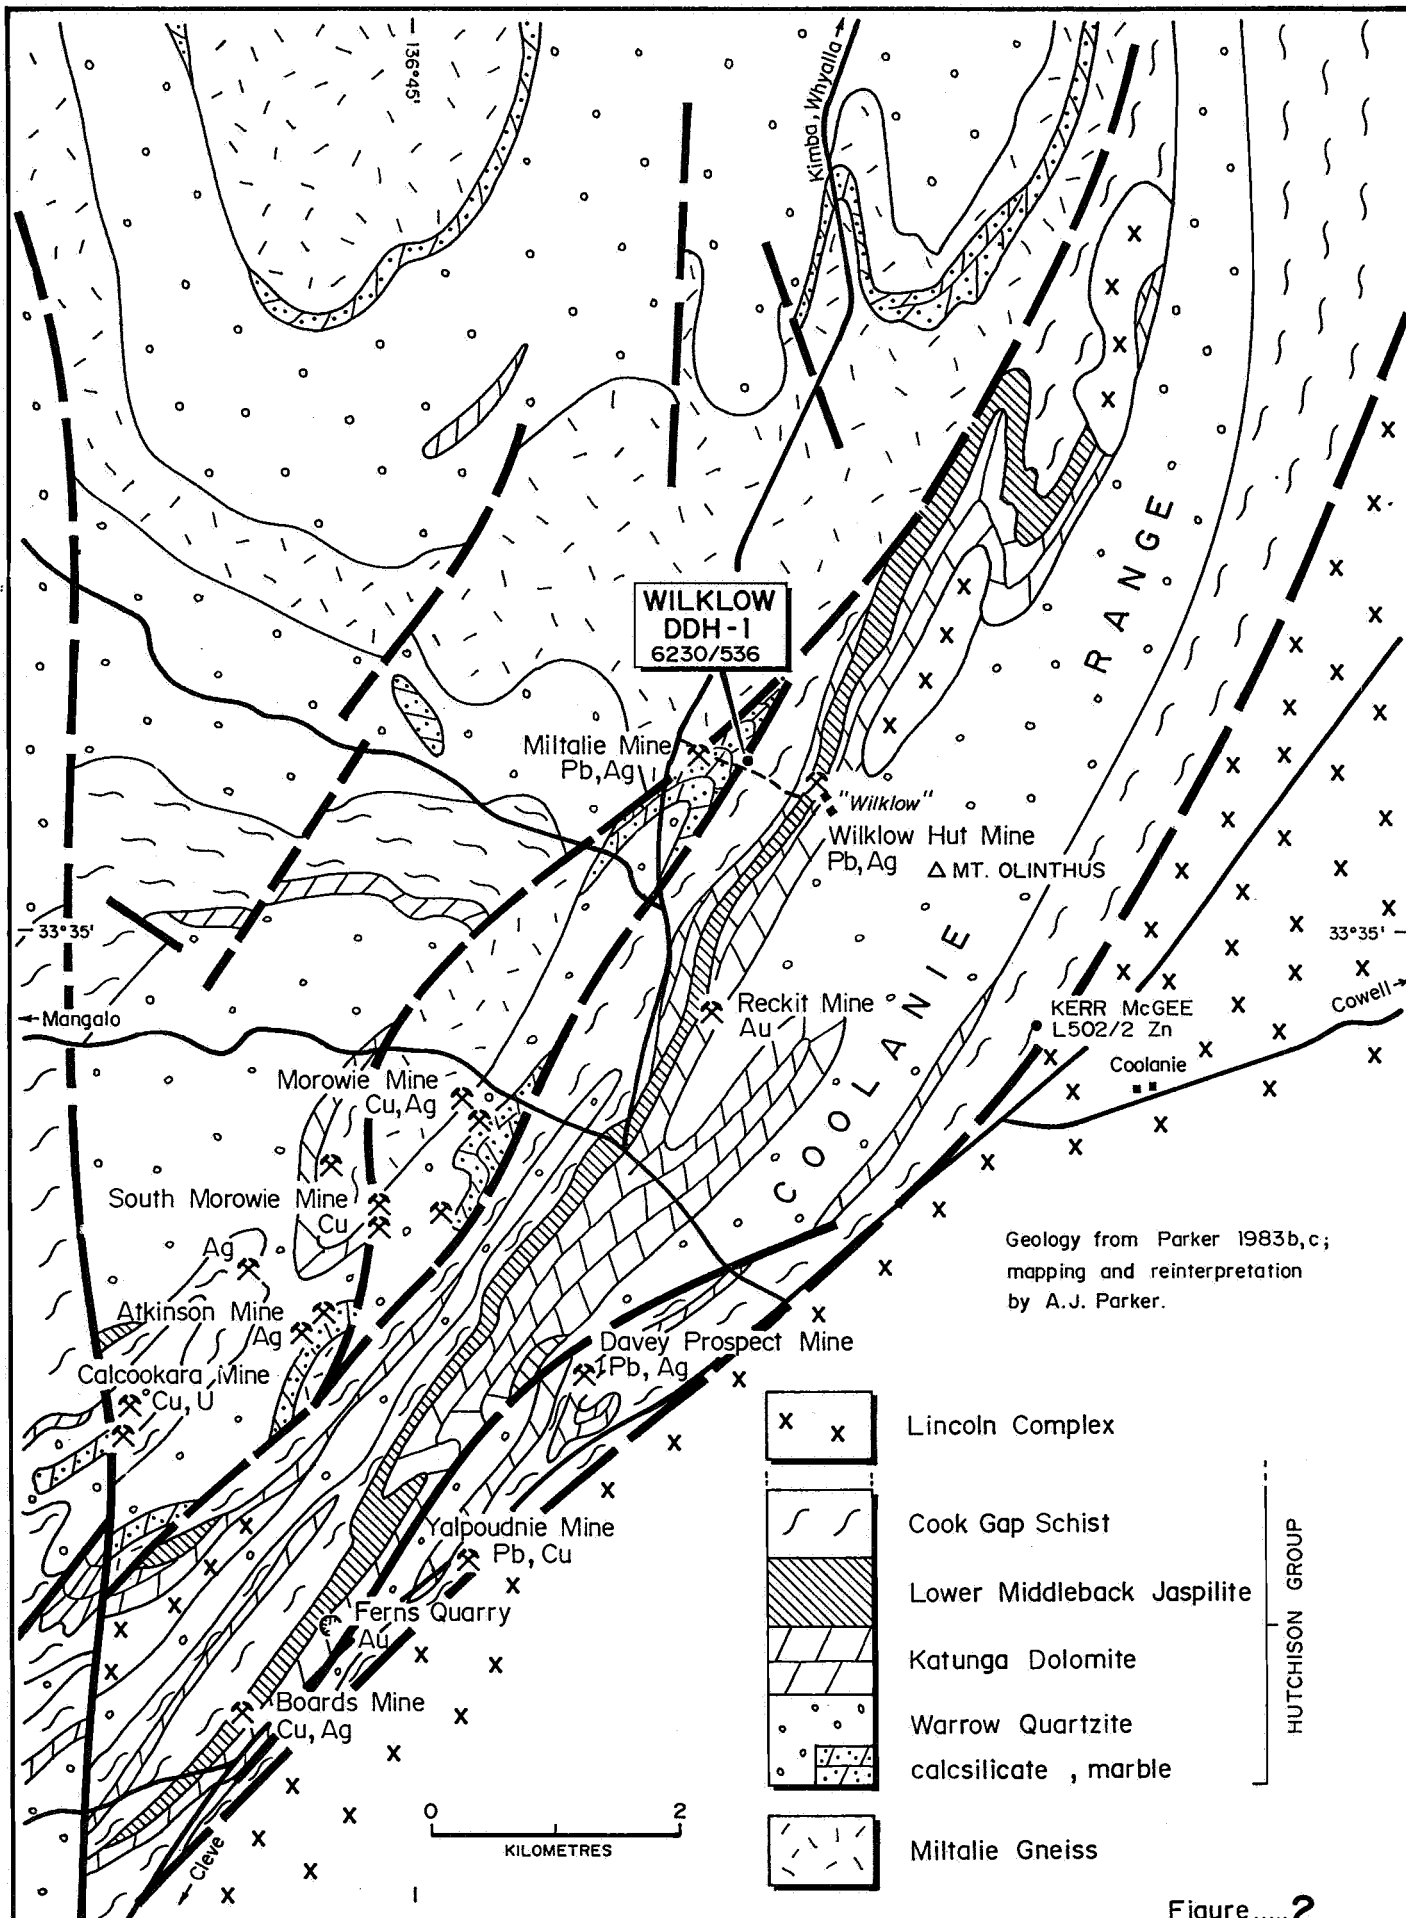 136°45'
Kimba, Whyalla
WILKLOW
DDH-1
6230/536
Miltalie Mine
Pb, Ag
"Wilklow"
Wilklow Hut Mine
Pb, Ag
MT. OLINTHUS
RANGE
COOLANIE
33°35'
33°35'
Mangalo
Cowell
Reckit Mine
Au
KERR McGEE
L502/2 Zn
Coolanie
Morowie Mine
Cu, Ag
South Morowie Mine
Cu
Ag
Atkinson Mine
Ag
Calcookara Mine
Cu, U
Geology from Parker 1983b,c;
mapping and reinterpretation
by A.J. Parker.
Davey Prospect Mine
Pb, Ag
Yalpoudnie Mine
Pb, Cu
Ferns Quarry
Au
Boards Mine
Cu, Ag
Cleve
0 2
KILOMETRES
Lincoln Complex
Cook Gap Schist
Lower Middleback Jaspilite
Katunga Dolomite
Warrow Quartzite
calcsilicate , marble
HUTCHISON GROUP
Miltalie Gneiss
Figure.....2